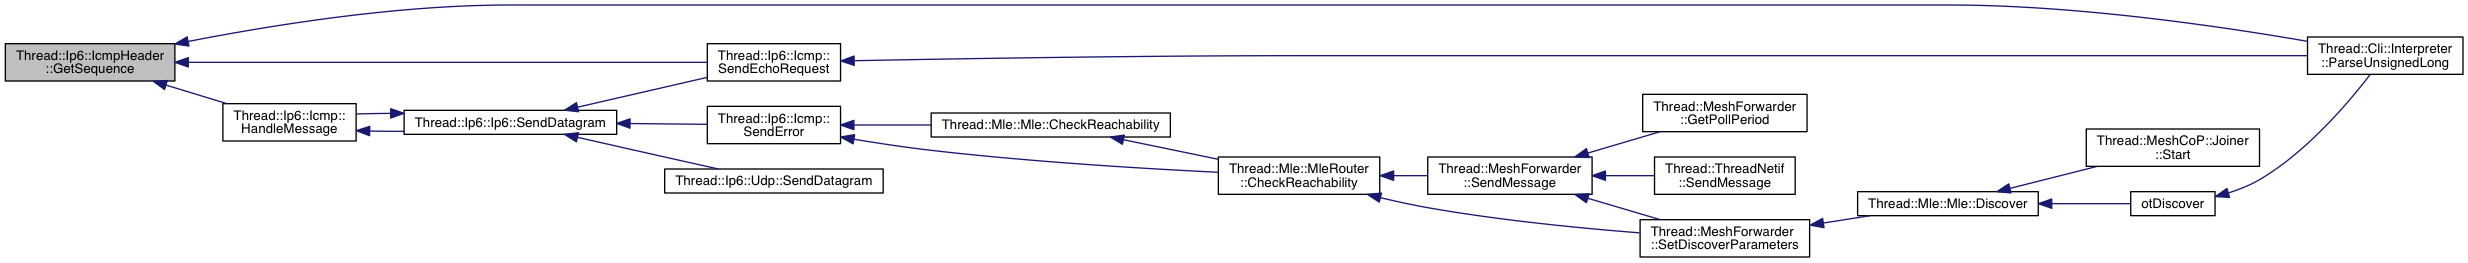 Thread::Ip6::IcmpHeader
::GetSequence
Thread::Ip6::Icmp::
HandleMessage
Thread::Ip6::Ip6::SendDatagram
Thread::Ip6::Icmp::
SendEchoRequest
Thread::Ip6::Icmp::
SendError
Thread::Ip6::Udp::SendDatagram
Thread::Mle::Mle::CheckReachability
Thread::Mle::MleRouter
::CheckReachability
Thread::MeshForwarder
::SendMessage
Thread::MeshForwarder
::GetPollPeriod
Thread::ThreadNetif
::SendMessage
Thread::MeshForwarder
::SetDiscoverParameters
Thread::Mle::Mle::Discover
Thread::MeshCoP::Joiner
::Start
otDiscover
Thread::Cli::Interpreter
::ParseUnsignedLong